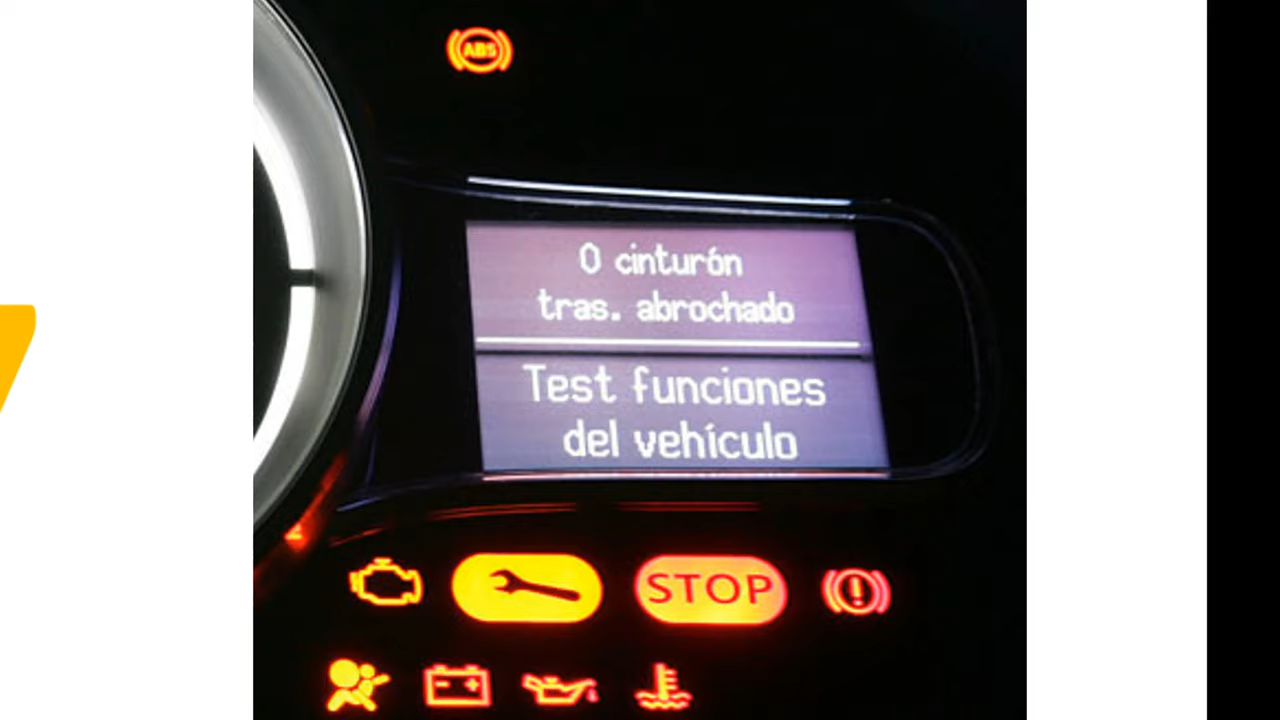 ABS
0 cinturón
tras. abrochado
Test funciones
del vehículo
STOP